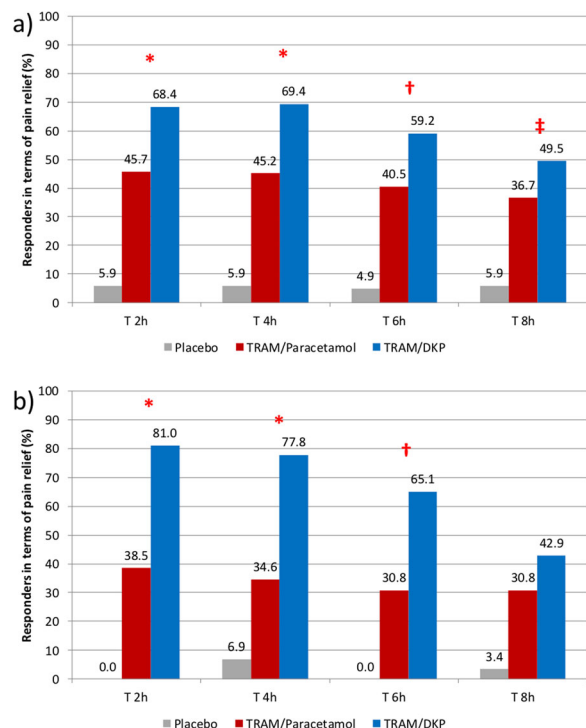 a)
Responders in terms of pain relief (%)
100
90
80
70
60
50
40
30
20
10
0
* * † ‡
5.9 45.7 68.4 5.9 45.2 69.4 4.9 40.5 59.2 5.9 36.7 49.5
T 2h T 4h T 6h T 8h
Placebo TRAM/Paracetamol TRAM/DKP
b)
Responders in terms of pain relief (%)
100
90
80
70
60
50
40
30
20
10
0
* * †
0.0 38.5 81.0 6.9 34.6 77.8 0.0 30.8 65.1 3.4 30.8 42.9
T 2h T 4h T 6h T 8h
Placebo TRAM/Paracetamol TRAM/DKP